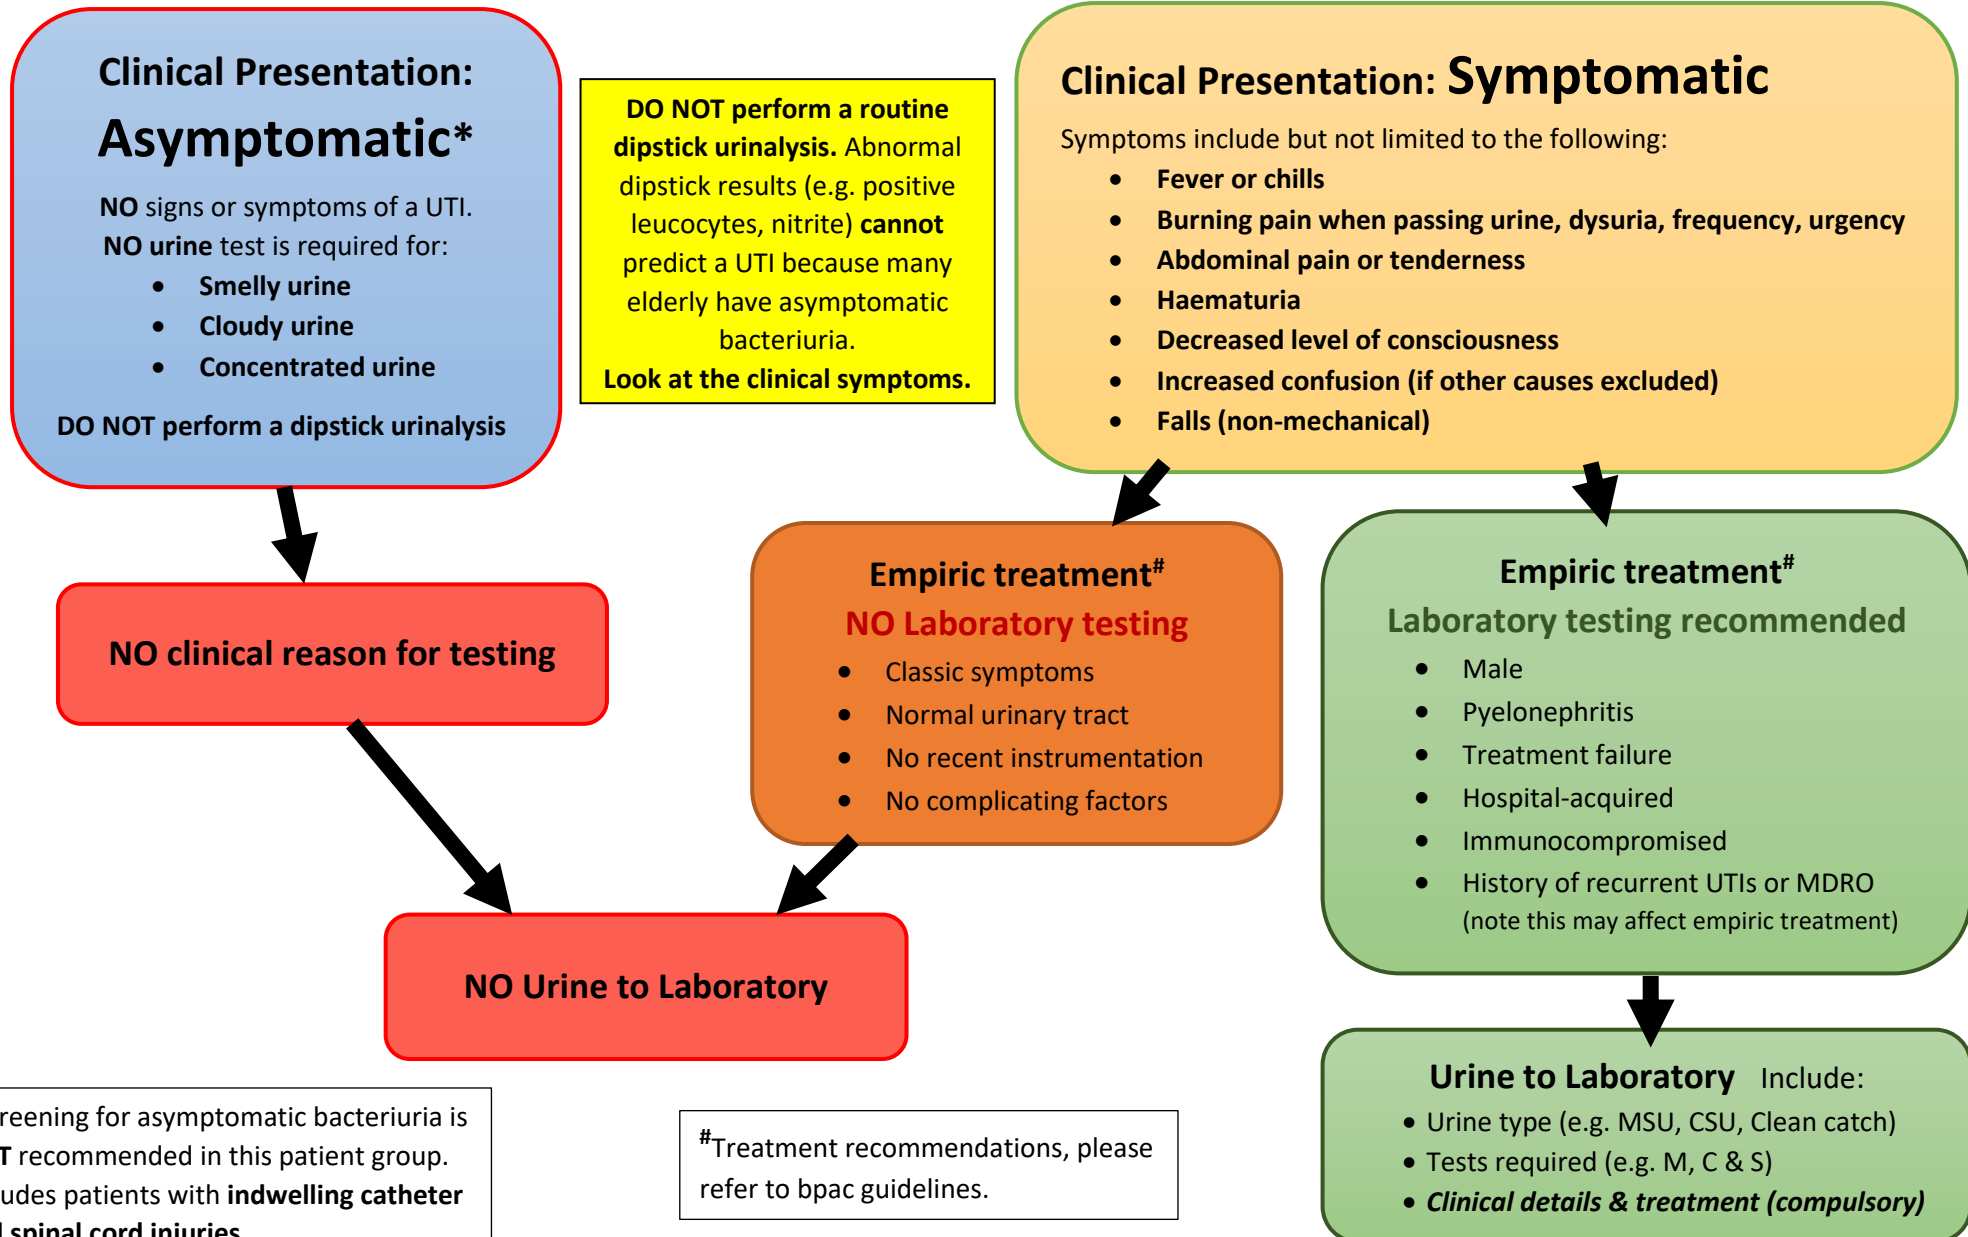 Clinical Presentation:
Asymptomatic*
NO signs or symptoms of a UTI.
NO urine test is required for:
• Smelly urine
• Cloudy urine
• Concentrated urine
DO NOT perform a dipstick urinalysis
DO NOT perform a routine
dipstick urinalysis. Abnormal
dipstick results (e.g. positive
leucocytes, nitrite) cannot
predict a UTI because many
elderly have asymptomatic
bacteriuria.
Look at the clinical symptoms.
Clinical Presentation: Symptomatic
Symptoms include but not limited to the following:
• Fever or chills
• Burning pain when passing urine, dysuria, frequency, urgency
• Abdominal pain or tenderness
• Haematuria
• Decreased level of consciousness
• Increased confusion (if other causes excluded)
• Falls (non-mechanical)
NO clinical reason for testing
Empiric treatment#
NO Laboratory testing
• Classic symptoms
• Normal urinary tract
• No recent instrumentation
• No complicating factors
Empiric treatment#
Laboratory testing recommended
• Male
• Pyelonephritis
• Treatment failure
• Hospital-acquired
• Immunocompromised
• History of recurrent UTIs or MDRO
(note this may affect empiric treatment)
NO Urine to Laboratory
Urine to Laboratory Include:
• Urine type (e.g. MSU, CSU, Clean catch)
• Tests required (e.g. M, C & S)
• Clinical details & treatment (compulsory)
for asymptomatic bacteriuria is
recommended in this patient group.
patients with indwelling catheter
spinal cord injuries
#Treatment recommendations, please
refer to bpac guidelines.